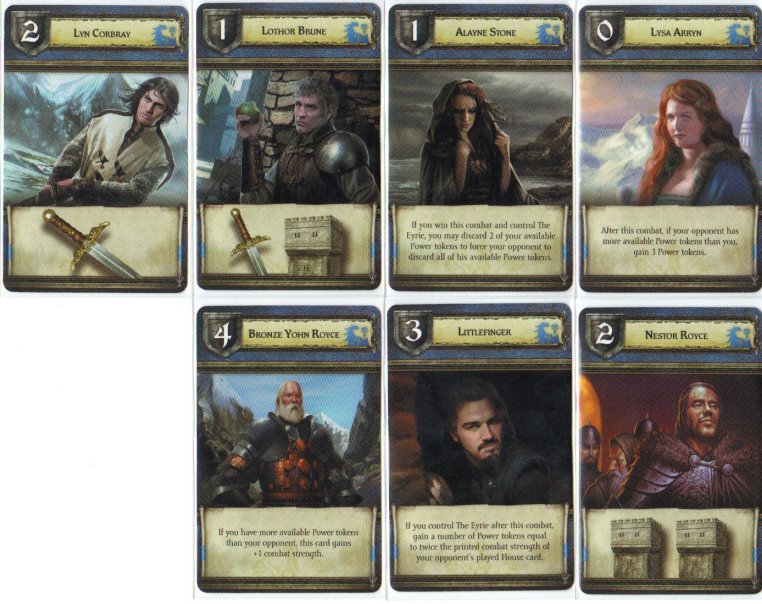 2 Lyn Corbray
1 Lothor Brune
1 Alayne Stone
If you win this combat and control The
Eyrie, you may discard 2 of your available
Power tokens to force your opponent to
discard all of his available Power tokens.
0 Lysa Arryn
After this combat, if your opponent has
more available Power tokens than you,
gain 3 Power tokens.
4 Bronze Yohn Royce
If you have more available Power tokens
than your opponent, this card gains
+1 combat strength.
3 Littlefinger
If you control The Eyrie after this combat,
gain a number of Power tokens equal
to twice the printed combat strength of
your opponent's played House card.
2 Nestor Royce